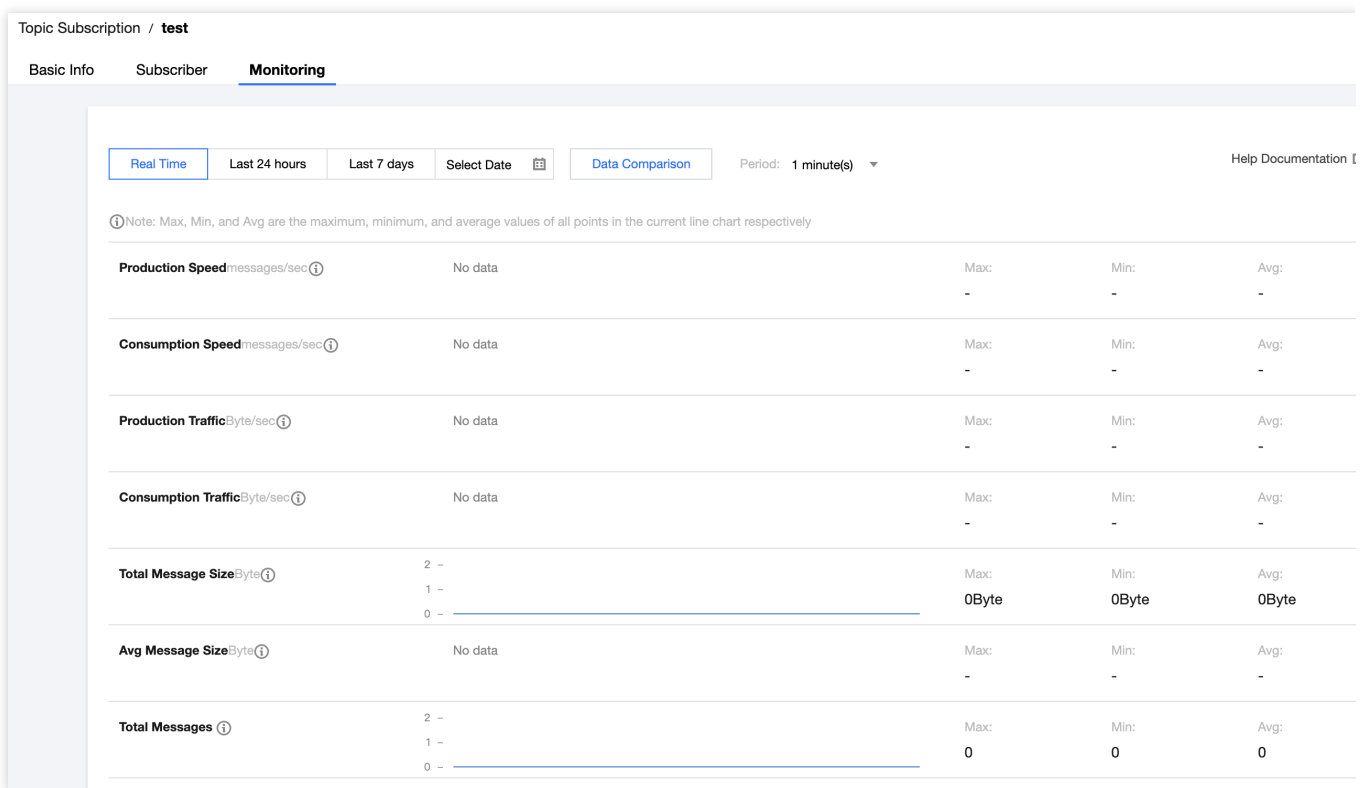 Topic Subscription / test
Basic Info Subscriber Monitoring
Real Time Last 24 hours Last 7 days Select Date Data Comparison Period: 1 minute(s) Help Documentation
Note: Max, Min, and Avg are the maximum, minimum, and average values of all points in the current line chart respectively
Production Speedmessages/sec No data Max: Min: Avg:
- - -
Consumption Speedmessages/sec No data Max: Min: Avg:
- - -
Production TrafficByte/sec No data Max: Min: Avg:
- - -
Consumption TrafficByte/sec No data Max: Min: Avg:
- - -
Total Message SizeByte 2 Max: Min: Avg:
1 0Byte 0Byte 0Byte
0
Avg Message SizeByte No data Max: Min: Avg:
- - -
Total Messages 2 Max: Min: Avg:
1 0 0 0
0